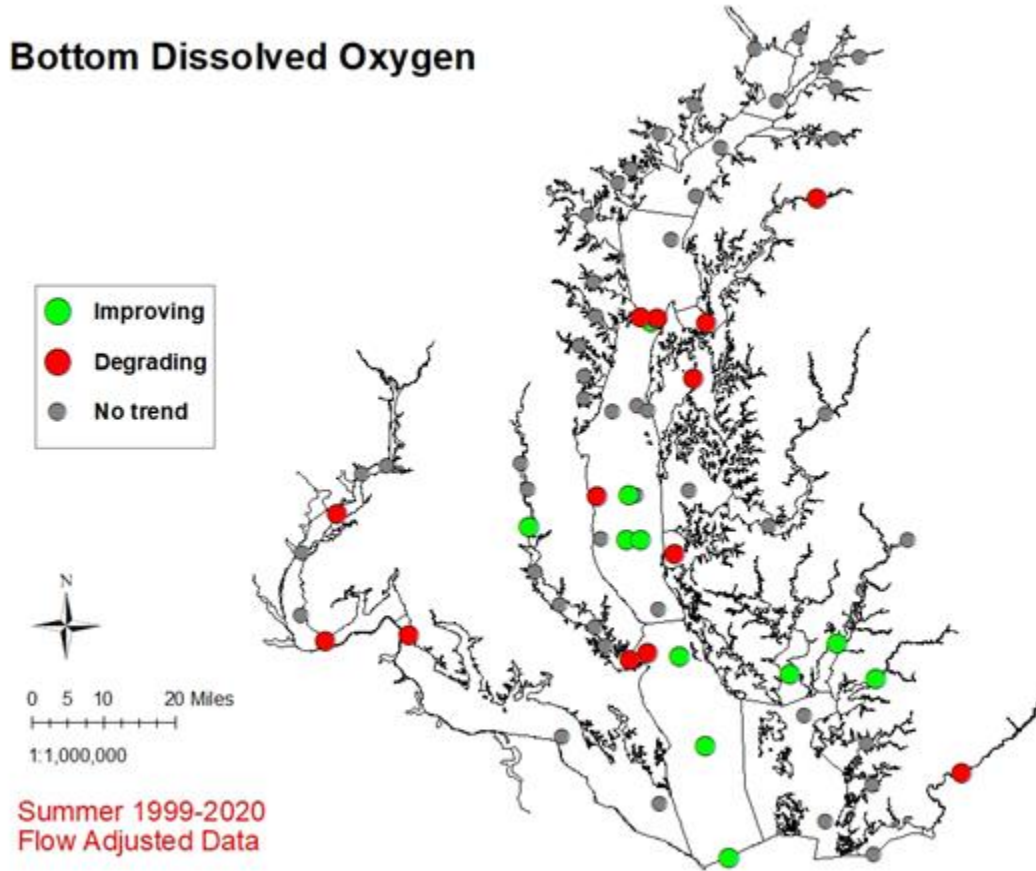 Bottom Dissolved Oxygen
Improving
Degrading
No trend
N
0 5 10 20 Miles
1:1,000,000
Summer 1999-2020
Flow Adjusted Data